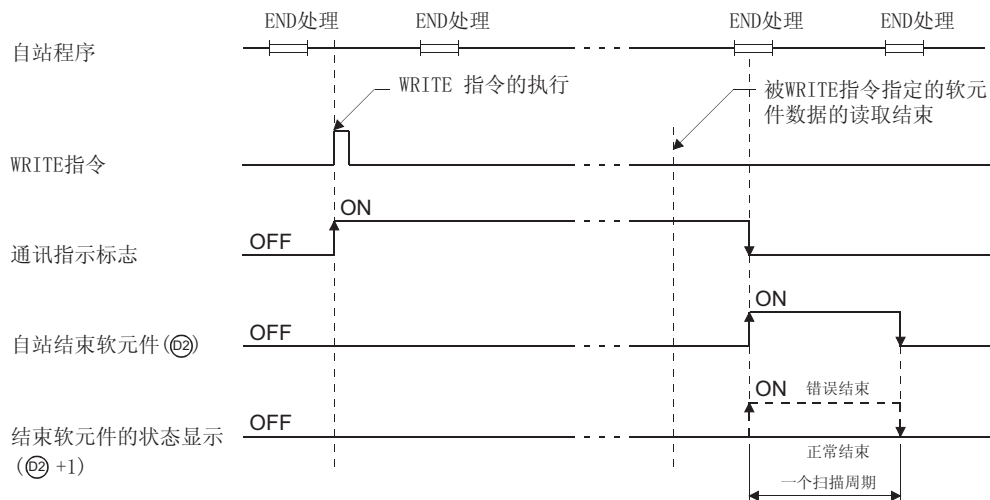 END处理 END处理 END处理 END处理
自站程序
WRITE 指令的执行
被WRITE指令指定的软元
件数据的读取结束
WRITE指令
ON
通讯指示标志
OFF
ON
自站结束软元件(D2)
OFF
ON 错误结束
结束软元件的状态显示
(D2 +1)
OFF
正常结束
一个扫描周期